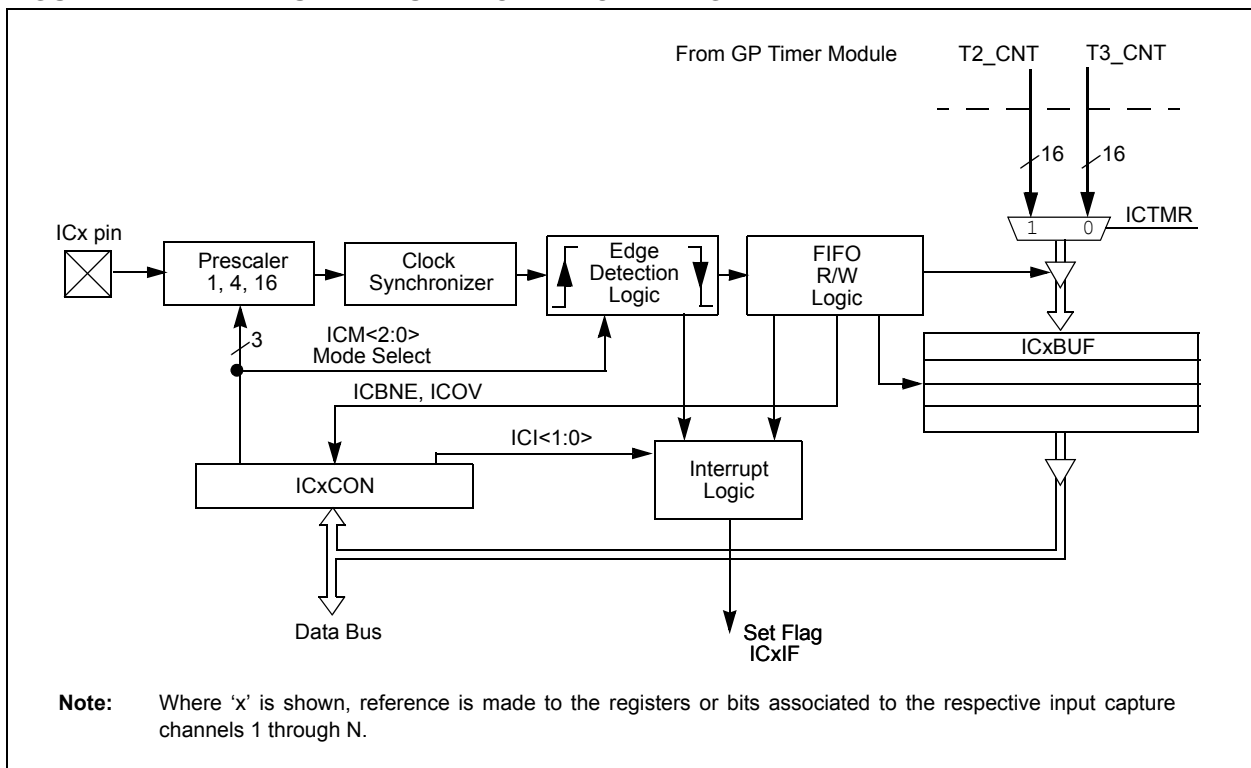 From GP Timer Module
T2_CNT
T3_CNT
16
16
ICx pin
1
0
ICTMR
Prescaler
1, 4, 16
Clock
Synchronizer
Edge
Detection
Logic
FIFO
R/W
Logic
3
ICM<2:0>
Mode Select
ICxBUF
ICBNE, ICOV
ICI<1:0>
ICxCON
Interrupt
Logic
Data Bus
Set Flag
ICxIF
Note: Where ‘x’ is shown, reference is made to the registers or bits associated to the respective input capture
channels 1 through N.